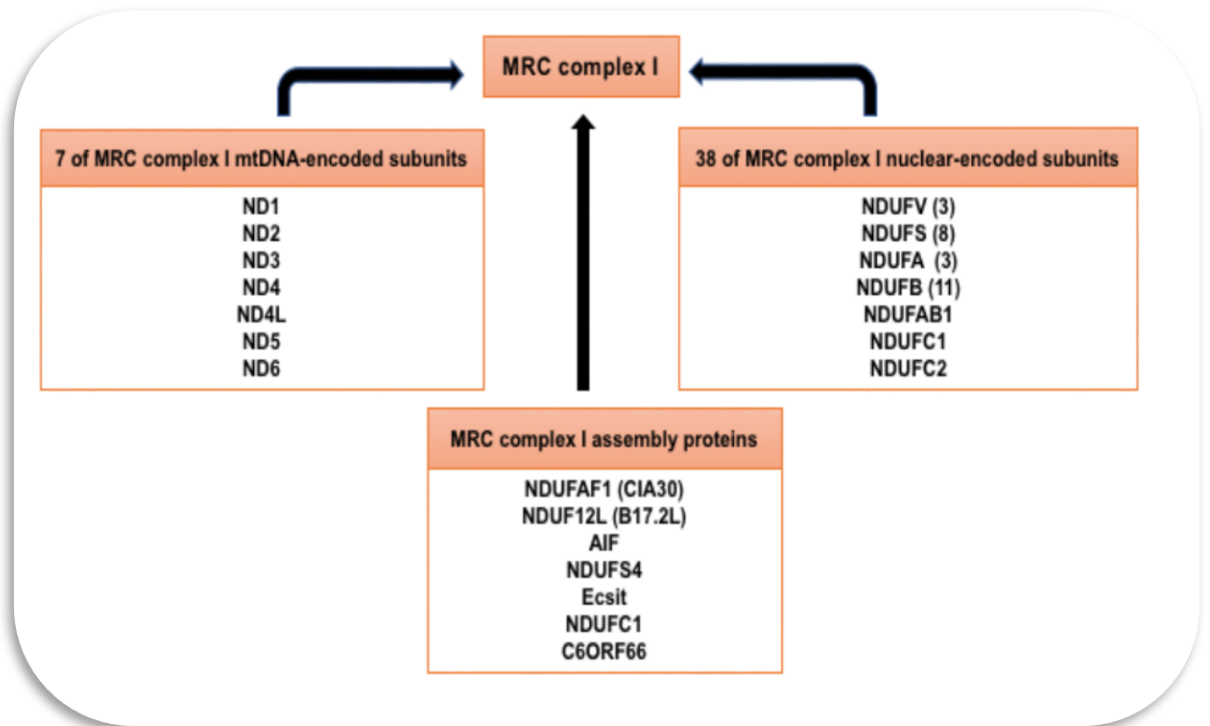 MRC complex I
7 of MRC complex I mtDNA-encoded subunits
ND1
ND2
ND3
ND4
ND4L
ND5
ND6
38 of MRC complex I nuclear-encoded subunits
NDUFV (3)
NDUFS (8)
NDUFA (3)
NDUFB (11)
NDUFAB1
NDUFC1
NDUFC2
MRC complex I assembly proteins
NDUFAF1 (CIA30)
NDUF12L (B17.2L)
AIF
NDUFS4
Ecsit
NDUFC1
C6ORF66